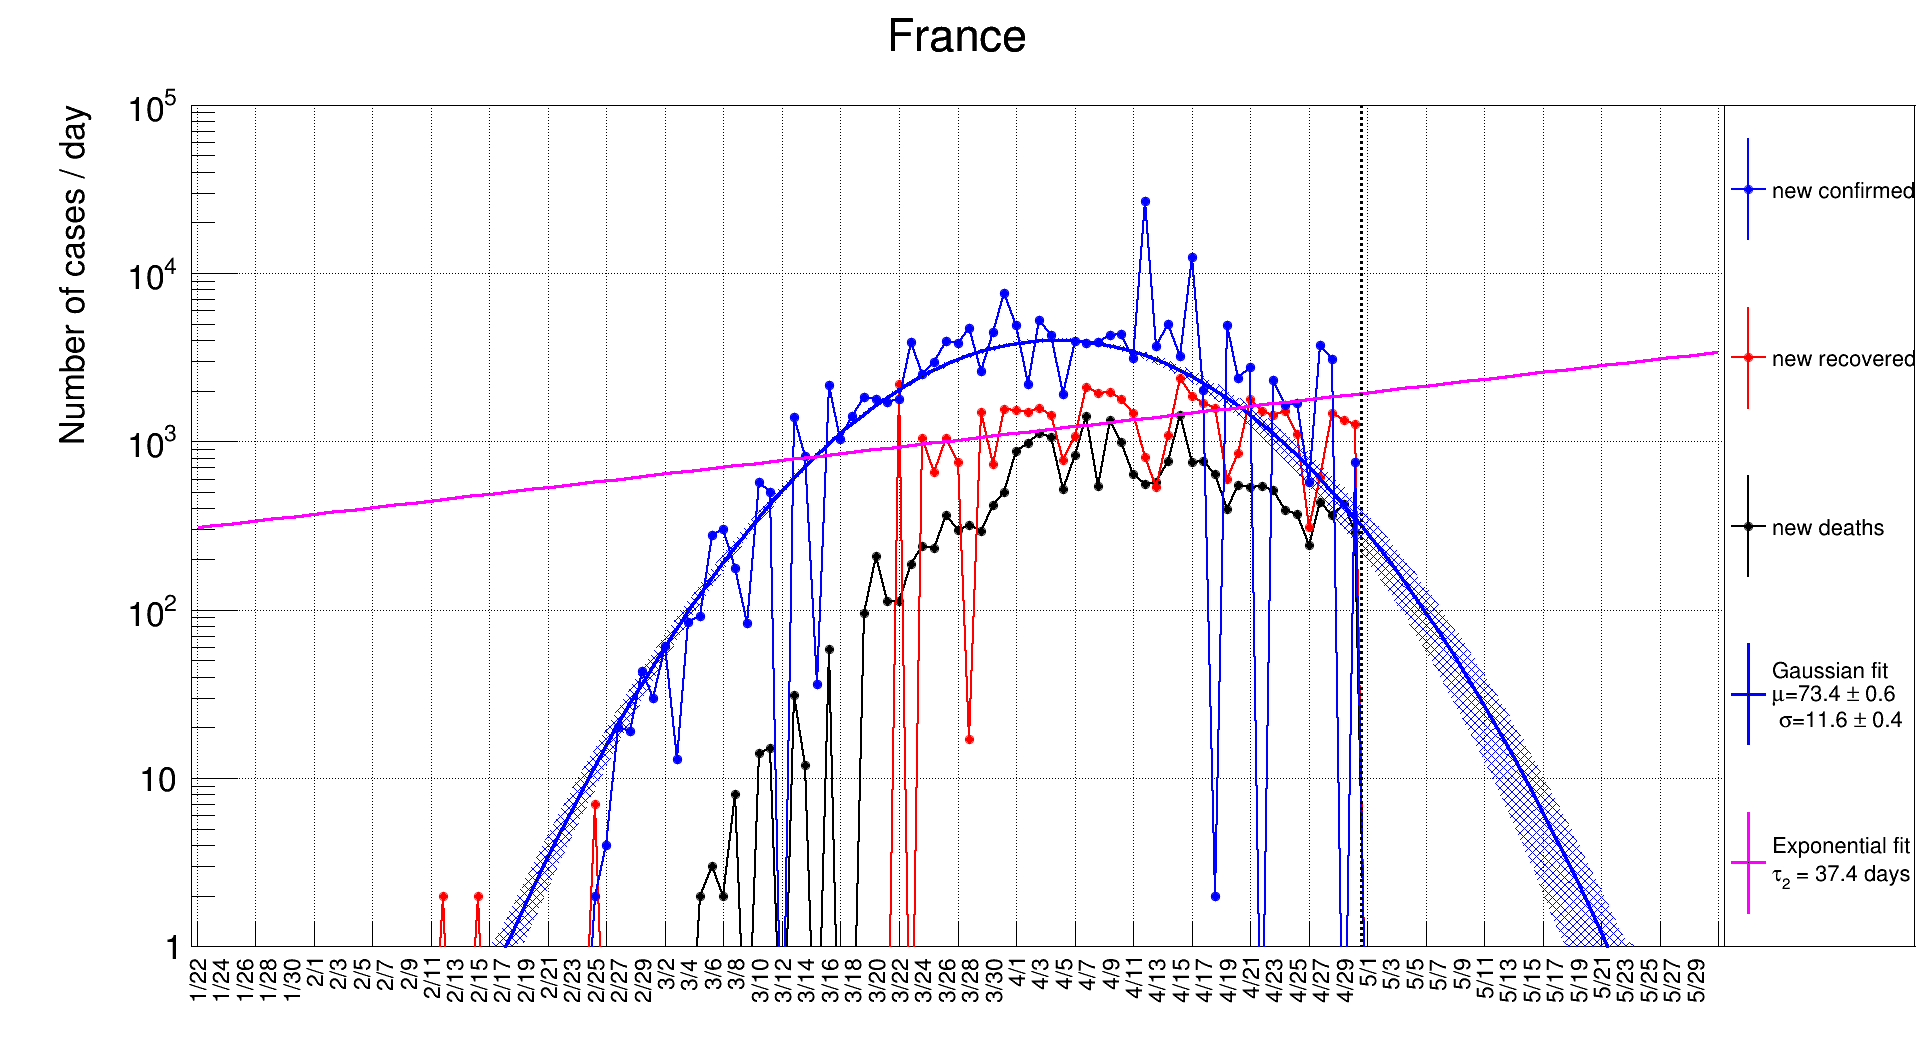 France
Number of cases / day
10^5
10^4
10^3
10^2
10
1
1/22 1/24 1/26 1/28 1/30 2/1 2/3 2/5 2/7 2/9 2/11 2/13 2/15 2/17 2/19 2/21 2/23 2/25 2/27 2/29 3/2 3/4 3/6 3/8 3/10 3/12 3/14 3/16 3/18 3/20 3/22 3/24 3/26 3/28 3/30 4/1 4/3 4/5 4/7 4/9 4/11 4/13 4/15 4/17 4/19 4/21 4/23 4/25 4/27 4/29 5/1 5/3 5/5 5/7 5/9 5/11 5/13 5/15 5/17 5/19 5/21 5/23 5/25 5/27 5/29
new confirmed
new recovered
new deaths
Gaussian fit
μ=73.4 ± 0.6
σ=11.6 ± 0.4
Exponential fit
τ₂ = 37.4 days